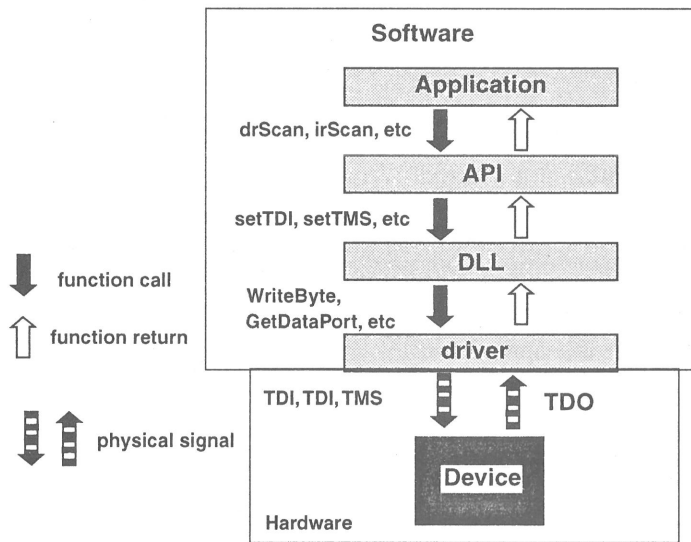 Software
Application
drScan, irScan, etc
API
setTDI, setTMS, etc
DLL
function call
WriteByte,
GetDataPort, etc
function return
driver
TDI, TDI, TMS
TDO
physical signal
Device
Hardware